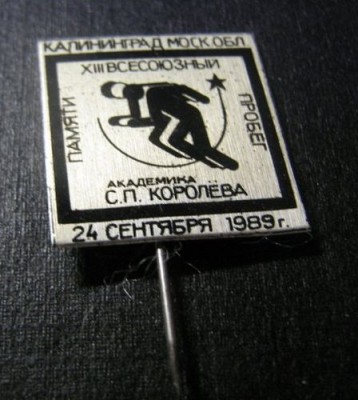 КАЛИНИНГРАД МОСК.ОБЛ
XIII ВСЕСОЮЗНЫЙ
ПРОБЕГ
ПАМЯТИ
АКАДЕМИКА
С.П. КОРОЛЁВА
24 СЕНТЯБРЯ 1989 г.